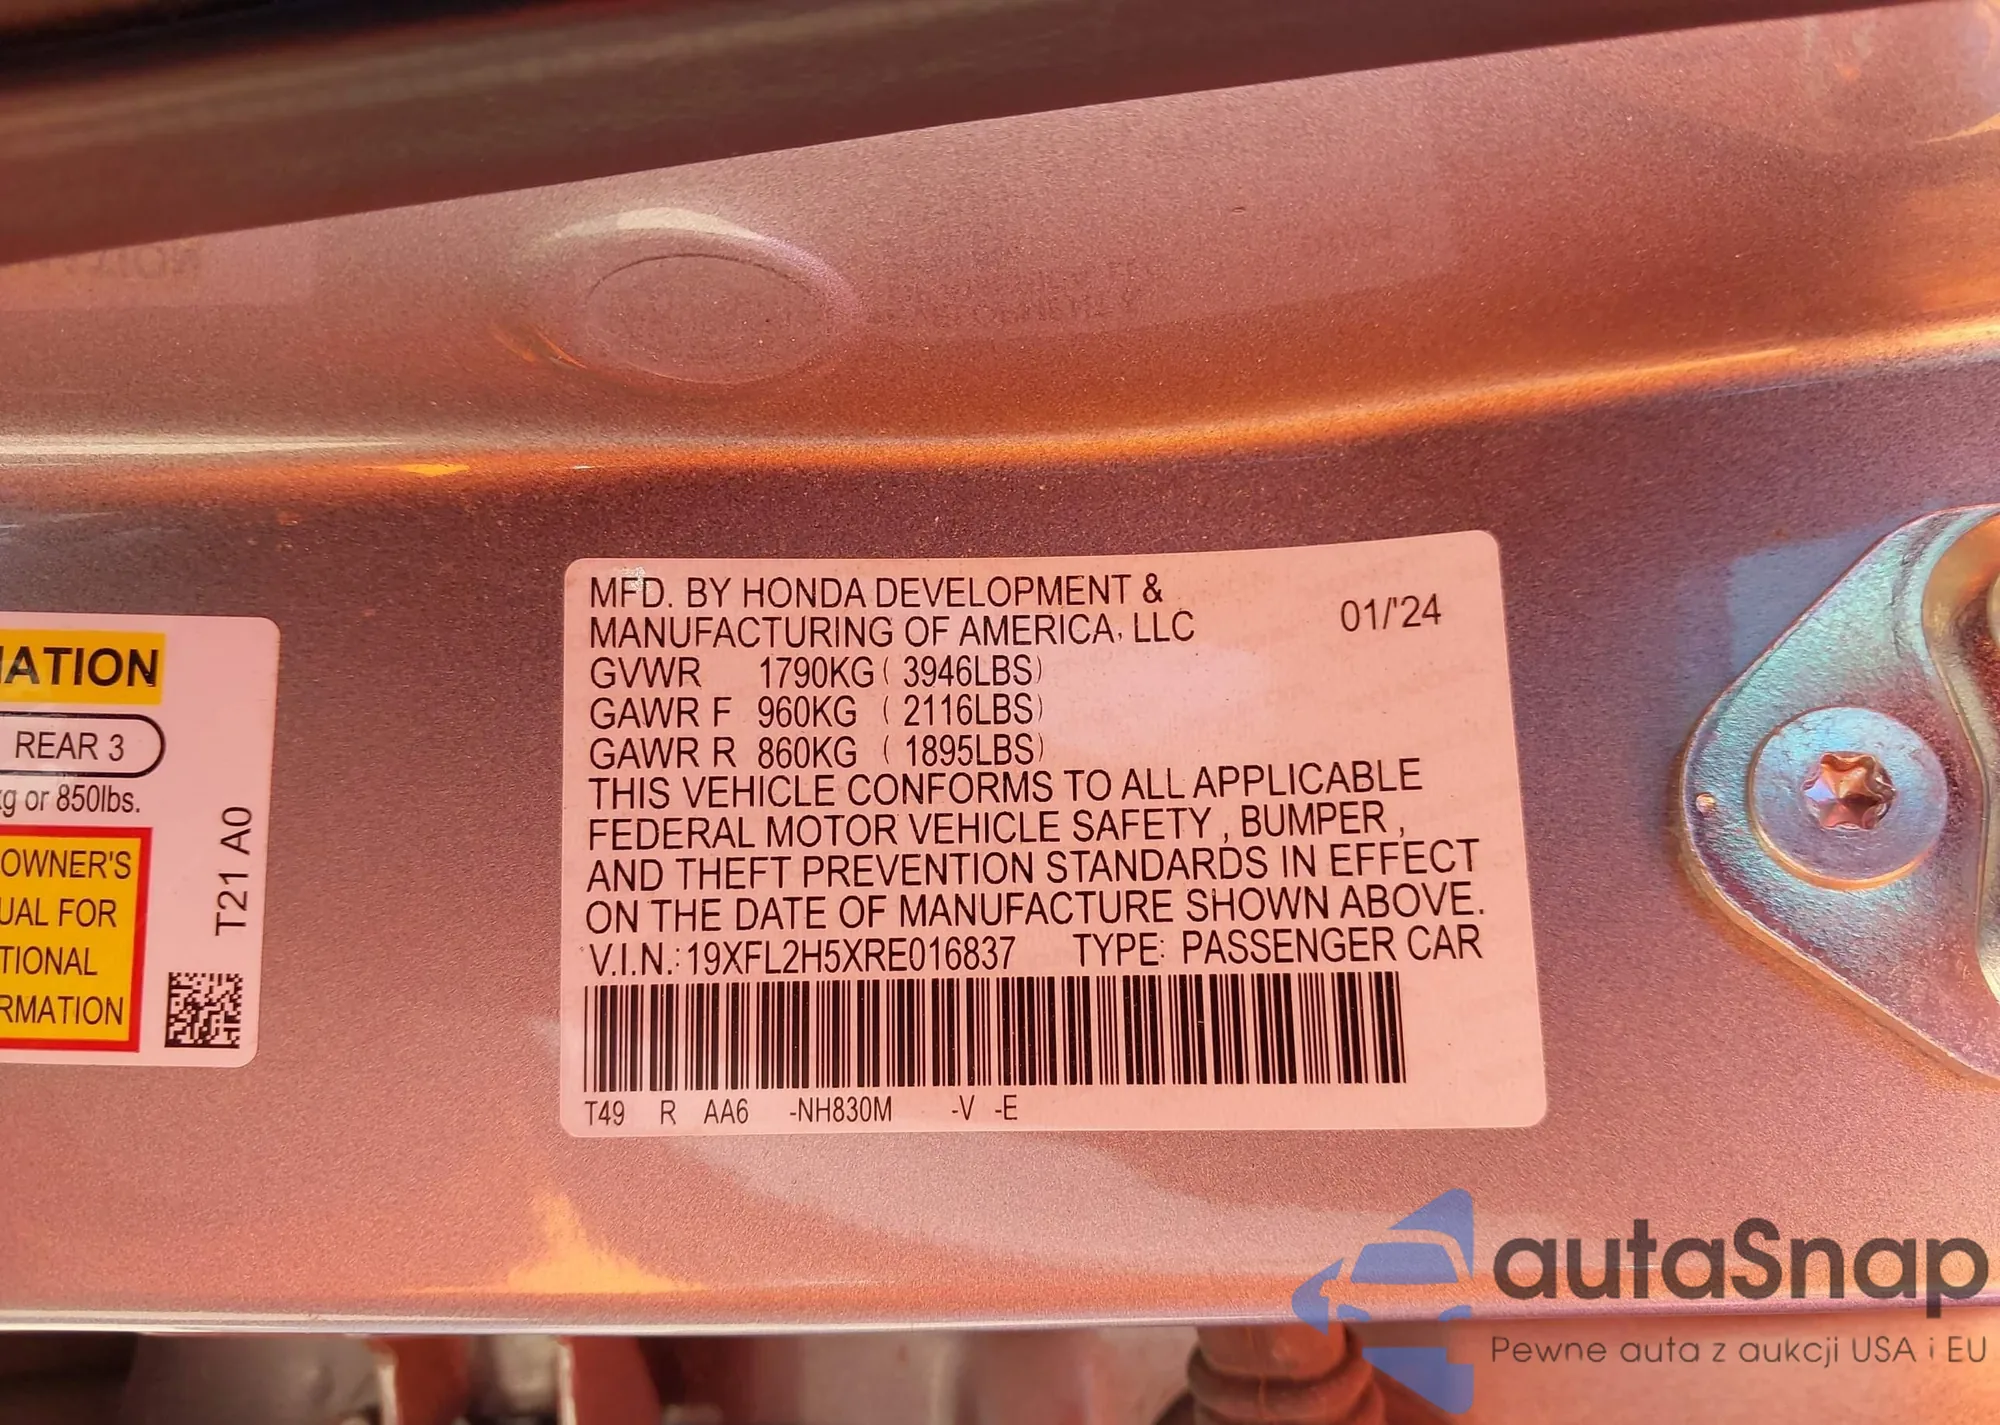 MFD. BY HONDA DEVELOPMENT &
MANUFACTURING OF AMERICA, LLC
01/'24
GVWR 1790KG ( 3946LBS)
GAWR F 960KG ( 2116LBS)
GAWR R 860KG ( 1895LBS)
THIS VEHICLE CONFORMS TO ALL APPLICABLE
FEDERAL MOTOR VEHICLE SAFETY , BUMPER ,
AND THEFT PREVENTION STANDARDS IN EFFECT
ON THE DATE OF MANUFACTURE SHOWN ABOVE.
V.I.N.: 19XFL2H5XRE016837 TYPE: PASSENGER CAR
T49 R AA6 -NH830M -V -E
MATION
REAR 3
kg or 850lbs.
OWNER'S
UAL FOR
TIONAL
RMATION
T21 A0
autaSnap
Pewne auta z aukcji USA i EU